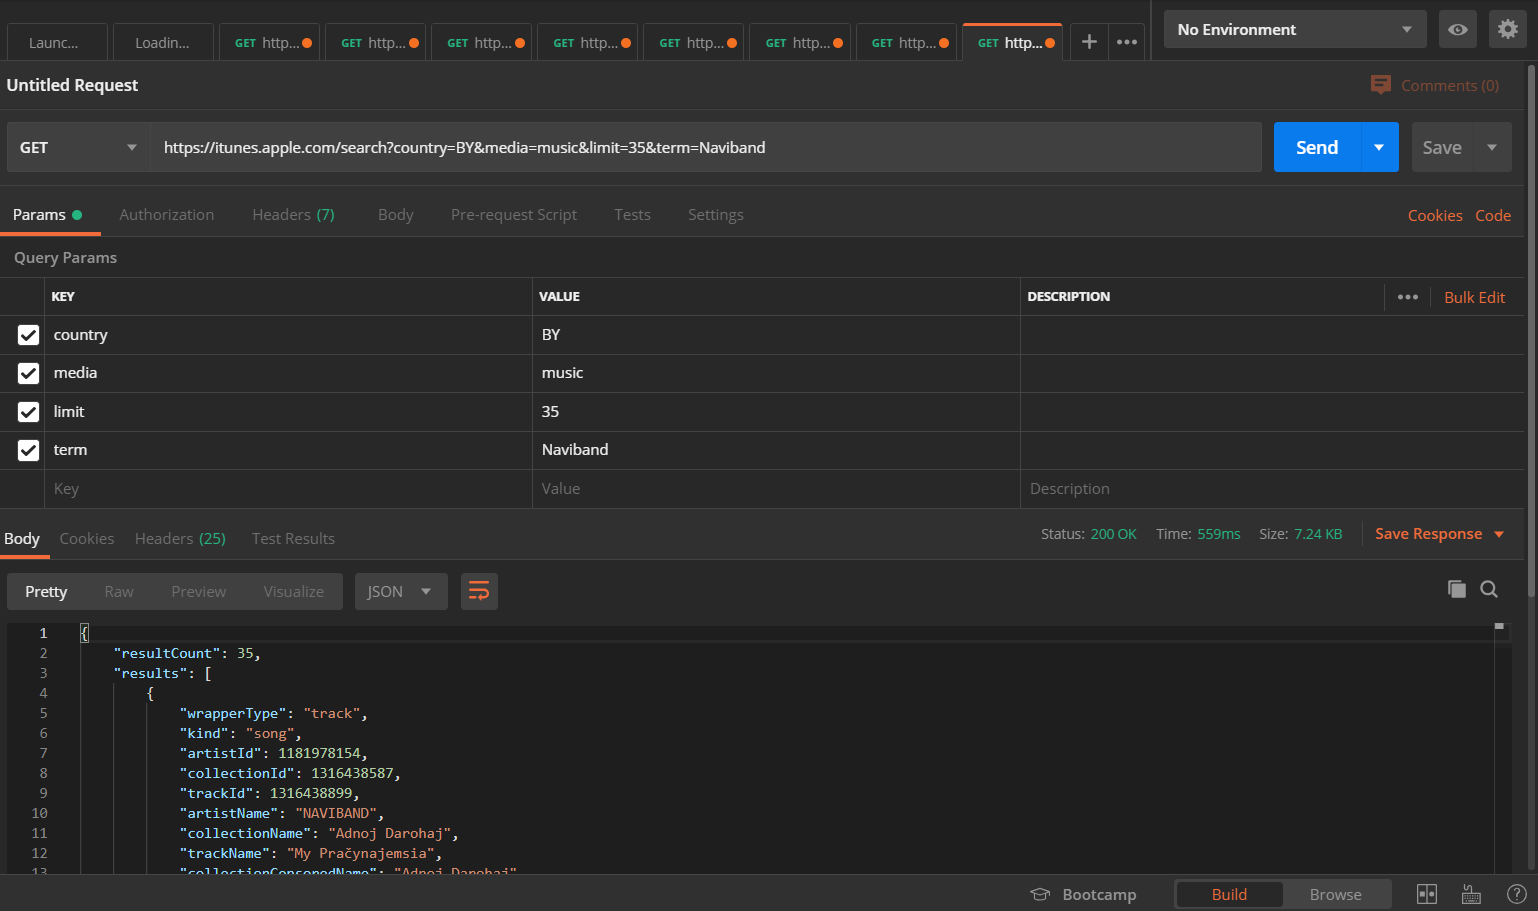 Launc...
Loadin...
GET http...
GET http...
GET http...
GET http...
GET http...
GET http...
GET http...
GET http...
No Environment
Untitled Request
Comments (0)
GET
https://itunes.apple.com/search?country=BY&media=music&limit=35&term=Naviband
Send
Save
Params
Authorization
Headers (7)
Body
Pre-request Script
Tests
Settings
Cookies
Code
Query Params
KEY
VALUE
DESCRIPTION
Bulk Edit
country
BY
media
music
limit
35
term
Naviband
Key
Value
Description
Body
Cookies
Headers (25)
Test Results
Status: 200 OK
Time: 559ms
Size: 7.24 KB
Save Response
Pretty
Raw
Preview
Visualize
JSON
1 {
2 "resultCount": 35,
3 "results": [
4 {
5 "wrapperType": "track",
6 "kind": "song",
7 "artistId": 1181978154,
8 "collectionId": 1316438587,
9 "trackId": 1316438899,
10 "artistName": "NAVIBAND",
11 "collectionName": "Adnoj Darohaj",
12 "trackName": "My Pračynajemsia",
13 "collectionCensoredName": "Adnoj Darohaj"
Bootcamp
Build
Browse